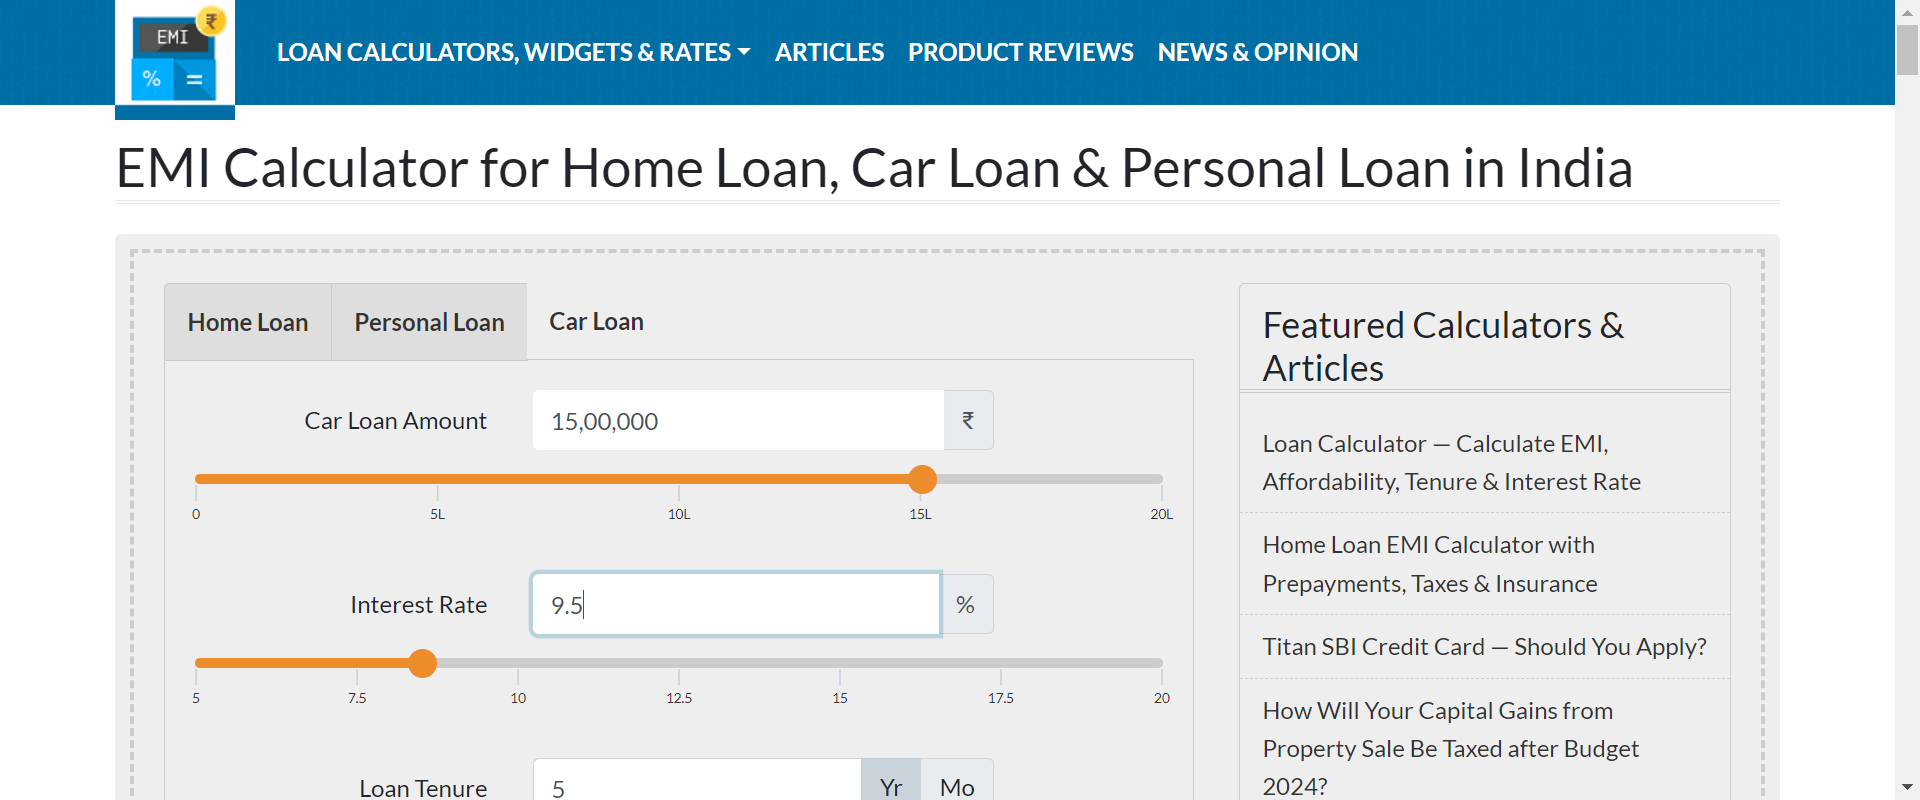 EMI
₹
%
=
LOAN CALCULATORS, WIDGETS & RATES
ARTICLES
PRODUCT REVIEWS
NEWS & OPINION
EMI Calculator for Home Loan, Car Loan & Personal Loan in India
Home Loan
Personal Loan
Car Loan
Car Loan Amount
15,00,000
₹
0
5L
10L
15L
20L
Interest Rate
9.5
%
5
7.5
10
12.5
15
17.5
20
Loan Tenure
5
Yr
Mo
Featured Calculators &
Articles
Loan Calculator — Calculate EMI,
Affordability, Tenure & Interest Rate
Home Loan EMI Calculator with
Prepayments, Taxes & Insurance
Titan SBI Credit Card — Should You Apply?
How Will Your Capital Gains from
Property Sale Be Taxed after Budget
2024?